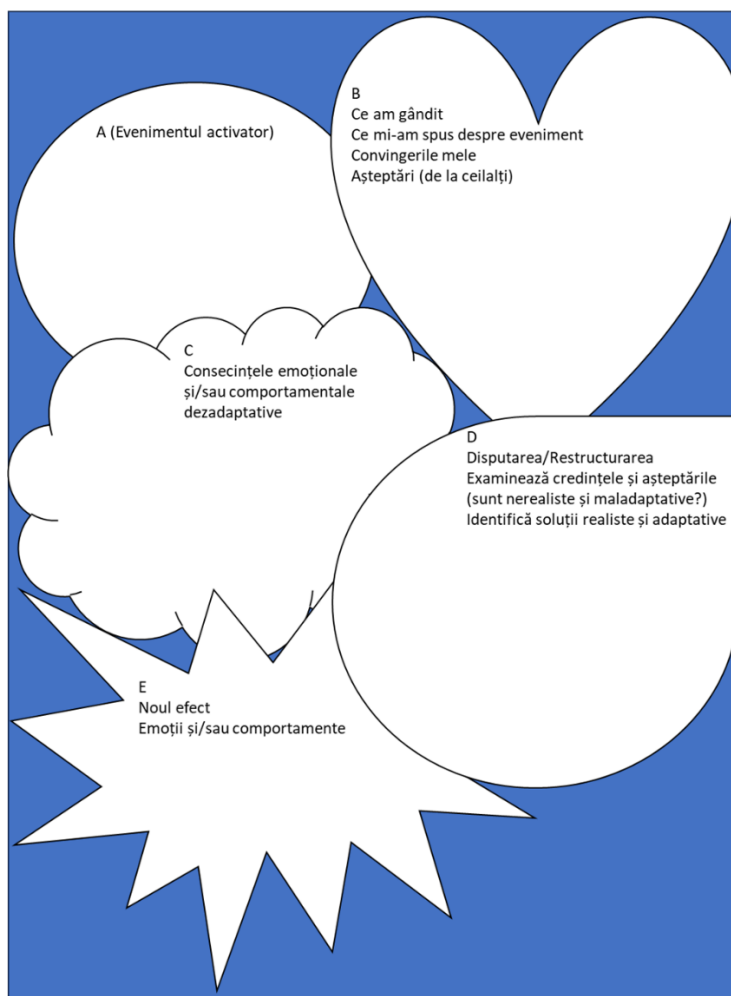 A (Evenimentul activator)
B
Ce am gândit
Ce mi-am spus despre eveniment
Convingerile mele
Așteptări (de la ceilalți)
C
Consecințele emoționale
și/sau comportamentale
dezadaptative
D
Disputarea/Restructurarea
Examinează credințele și așteptările
(sunt nerealiste și maladaptative?)
Identifică soluții realiste și adaptative
E
Noul efect
Emoții și/sau comportamente